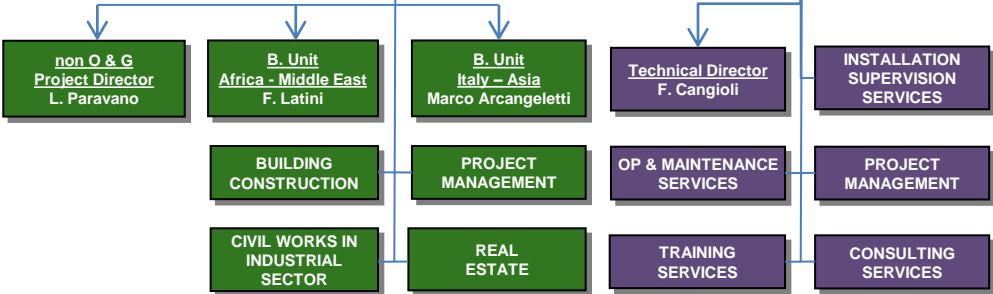 non O & G
Project Director
L. Paravano
B. Unit
Africa - Middle East
F. Latini
B. Unit
Italy – Asia
Marco Arcangeletti
Technical Director
F. Cangioli
INSTALLATION
SUPERVISION
SERVICES
BUILDING
CONSTRUCTION
PROJECT
MANAGEMENT
OP & MAINTENANCE
SERVICES
PROJECT
MANAGEMENT
CIVIL WORKS IN
INDUSTRIAL
SECTOR
REAL
ESTATE
TRAINING
SERVICES
CONSULTING
SERVICES